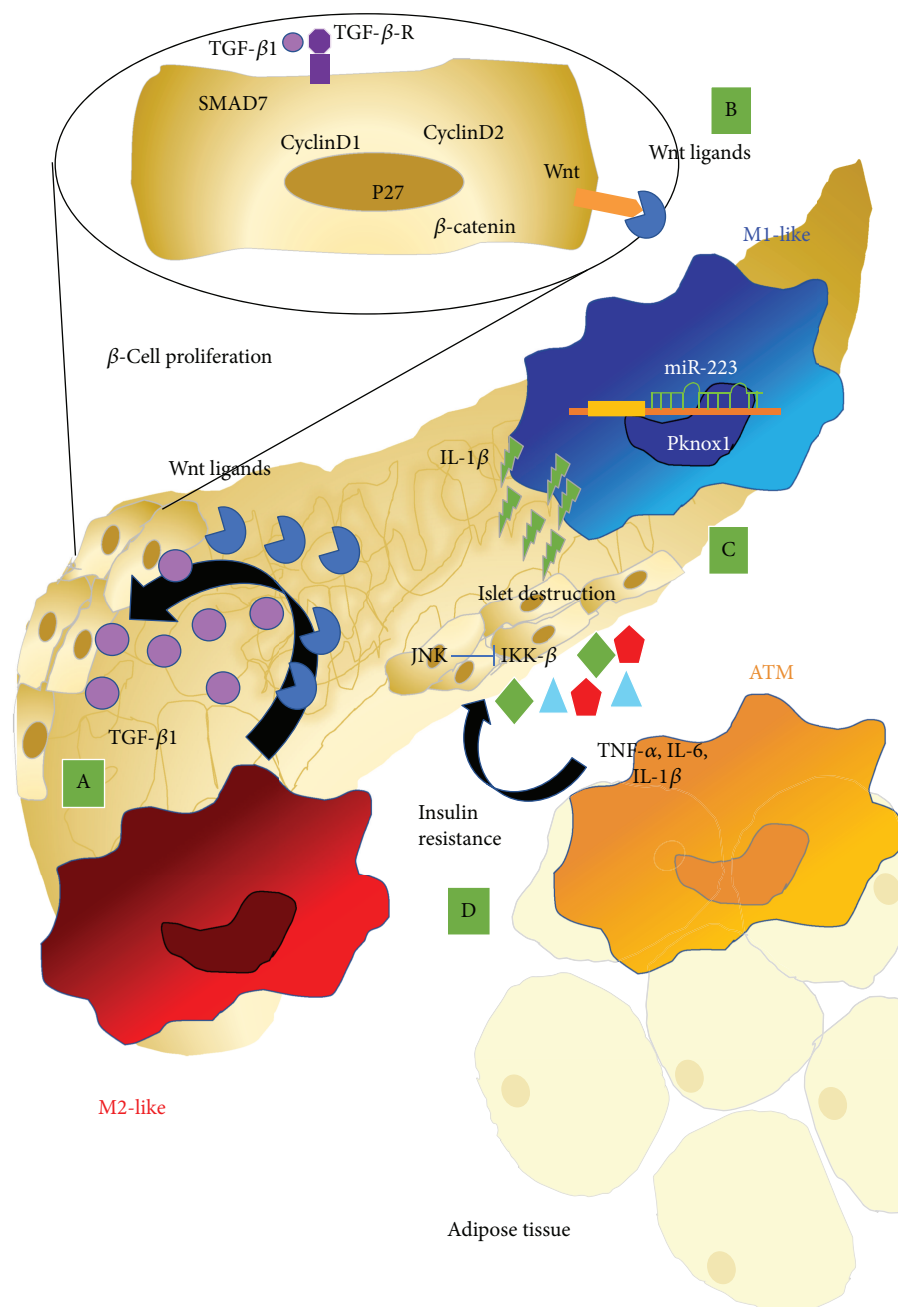 TGF-β1
TGF-β-R
SMAD7
CyclinD1
CyclinD2
P27
Wnt
β-catenin
B
Wnt ligands
M1-like
β-Cell proliferation
miR-223
Pknox1
IL-1β
Wnt ligands
C
Islet destruction
JNK
IKK-β
ATM
TGF-β1
TNF-α, IL-6,
IL-1β
A
Insulin
resistance
D
M2-like
Adipose tissue